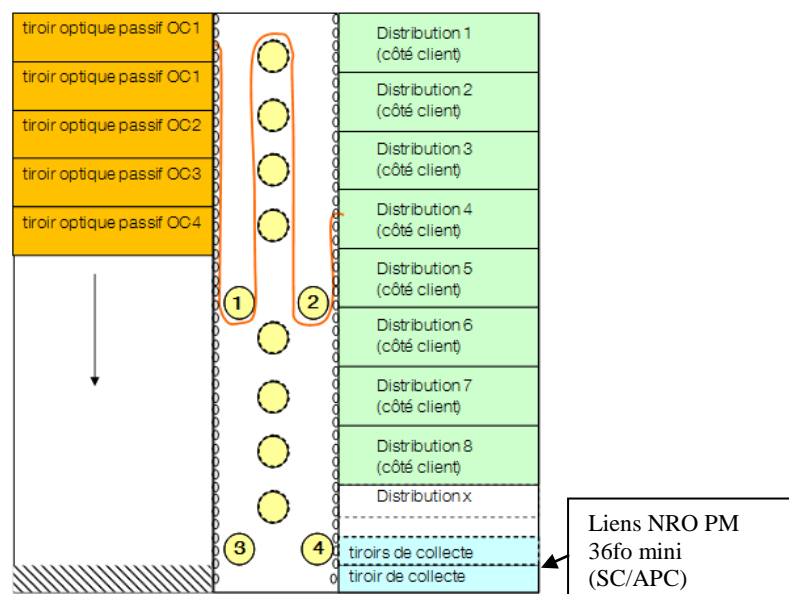 tiroir optique passif OC1
tiroir optique passif OC1
tiroir optique passif OC2
tiroir optique passif OC3
tiroir optique passif OC4
1
2
3
4
Distribution 1
(côté client)
Distribution 2
(côté client)
Distribution 3
(côté client)
Distribution 4
(côté client)
Distribution 5
(côté client)
Distribution 6
(côté client)
Distribution 7
(côté client)
Distribution 8
(côté client)
Distribution x
tiroirs de collecte
tiroir de collecte
Liens NRO PM
36fo mini
(SC/APC)